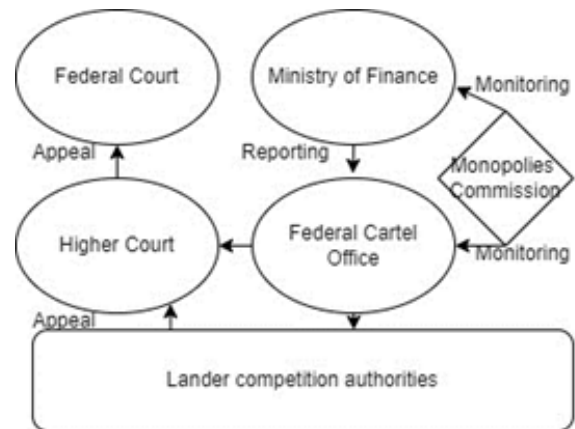 Federal Court
Ministry of Finance
Monitoring
Appeal
Reporting
Monopolies
Commission
Higher Court
Federal Cartel
Office
Monitoring
Appeal
Lander competition authorities